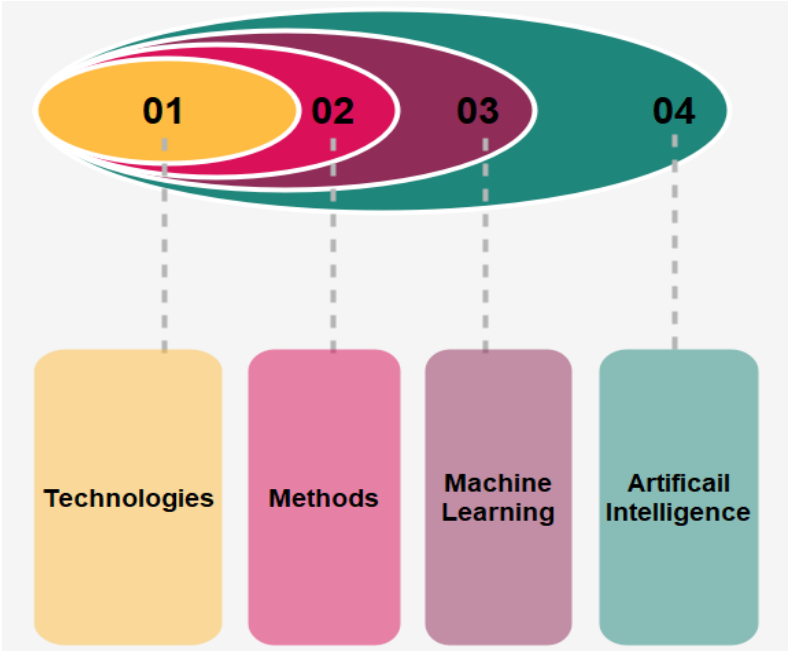 01 02 03 04
Technologies
Methods
Machine
Learning
Artificail
Intelligence